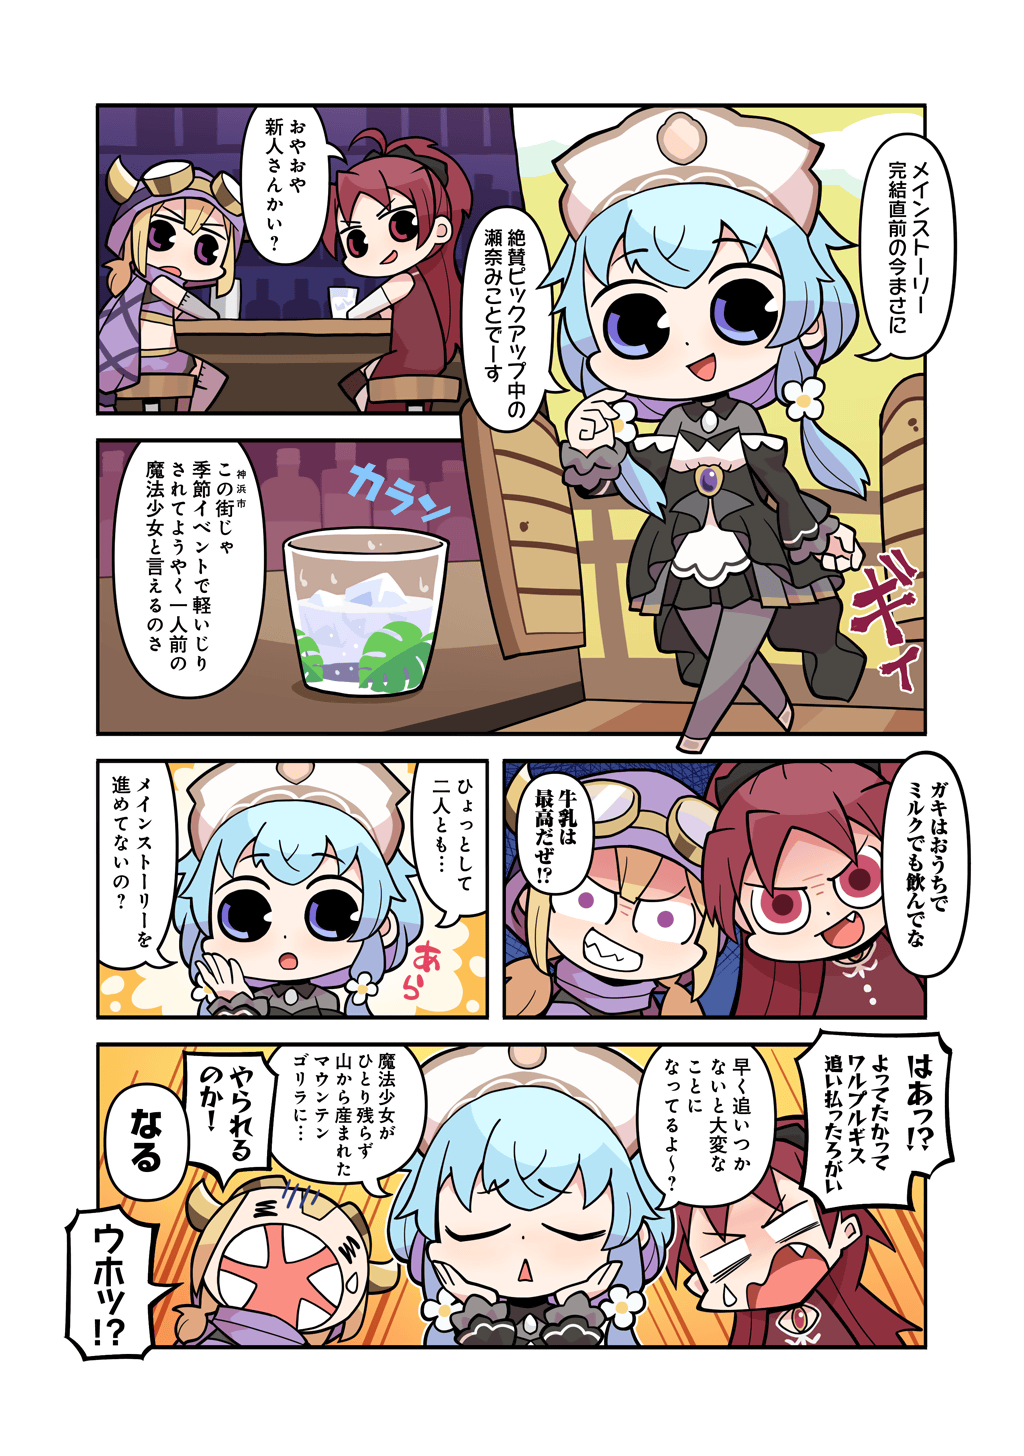 メインストーリー
完結直前の今まさに
絶賛ピックアップ中の
瀬奈みことでーす
ギィィ
おやおや
新人さんかい？
カラン
神浜市
この街じゃ
季節イベントで軽いじり
されてようやく一人前の
魔法少女と言えるのさ
ガキはおうちで
ミルクでも飲んでな
牛乳は
最高だぜ!?
ひょっとして
二人とも…
メインストーリーを
進めてないの？
あら
はあっ!?
よってたかって
ワルプルギス
追い払ったろがい
早く追いつか
ないと大変な
ことに
なってるよ～？
魔法少女が
ひとり残らず
山から産まれた
マウンテン
ゴリラに…
やられる
のか！
なる
ウホッ!?